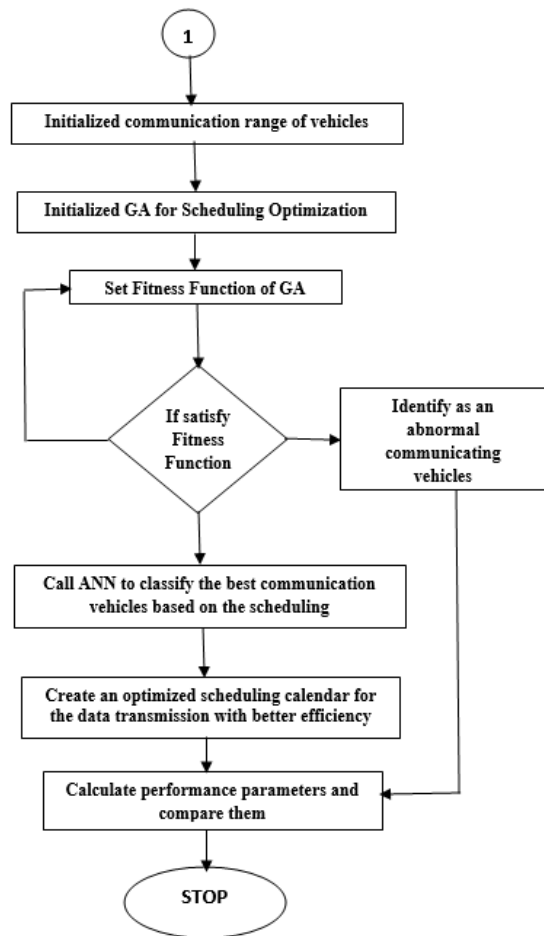 1
Initialized communication range of vehicles
Initialized GA for Scheduling Optimization
Set Fitness Function of GA
If satisfy
Fitness
Function
Identify as an
abnormal
communicating
vehicles
Call ANN to classify the best communication
vehicles based on the scheduling
Create an optimized scheduling calendar for
the data transmission with better efficiency
Calculate performance parameters and
compare them
STOP